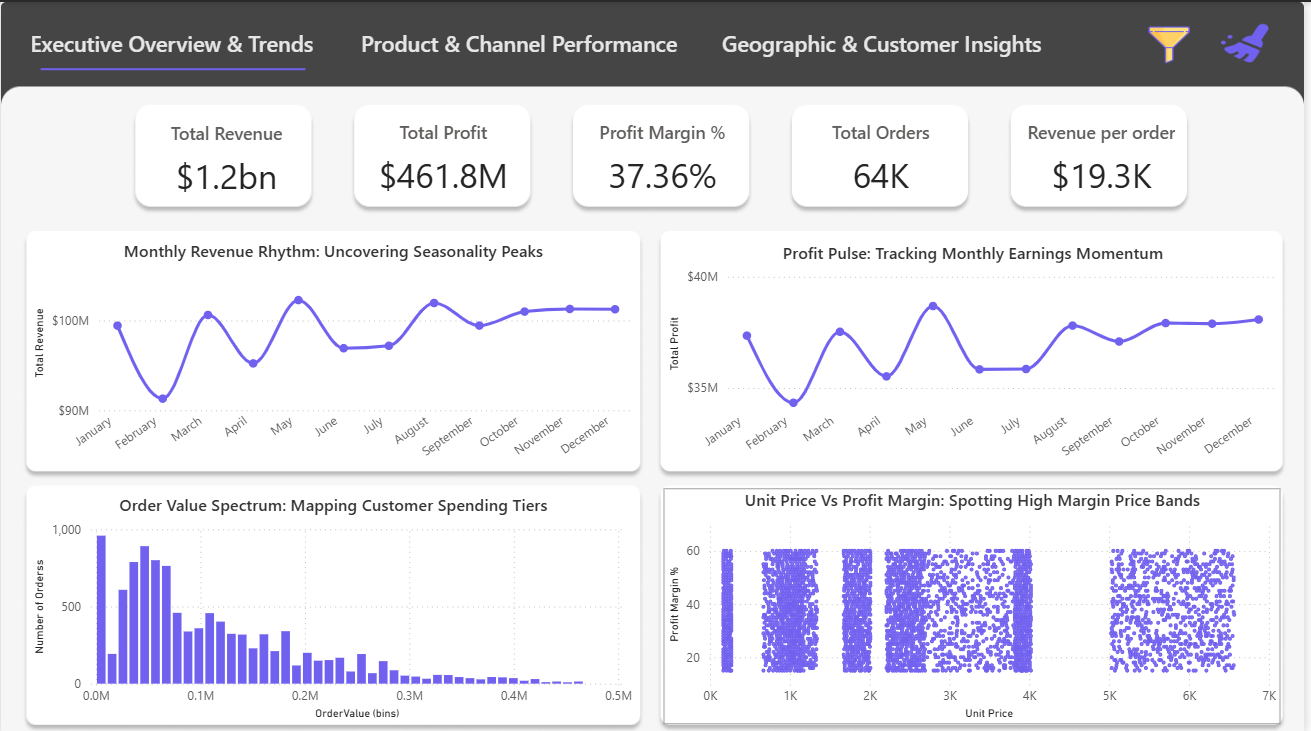 Executive Overview & Trends
Product & Channel Performance
Geographic & Customer Insights
Total Revenue
$1.2bn
Total Profit
$461.8M
Profit Margin %
37.36%
Total Orders
64K
Revenue per order
$19.3K
Monthly Revenue Rhythm: Uncovering Seasonality Peaks
Total Revenue
$100M
$90M
January February March April May June July August September October November December
Profit Pulse: Tracking Monthly Earnings Momentum
Total Profit
$40M
$35M
January February March April May June July August September October November December
Order Value Spectrum: Mapping Customer Spending Tiers
Number of Orderss
1,000
500
0
0.0M 0.1M 0.2M 0.3M 0.4M 0.5M
OrderValue (bins)
Unit Price Vs Profit Margin: Spotting High Margin Price Bands
Profit Margin %
60
40
20
0K 1K 2K 3K 4K 5K 6K 7K
Unit Price